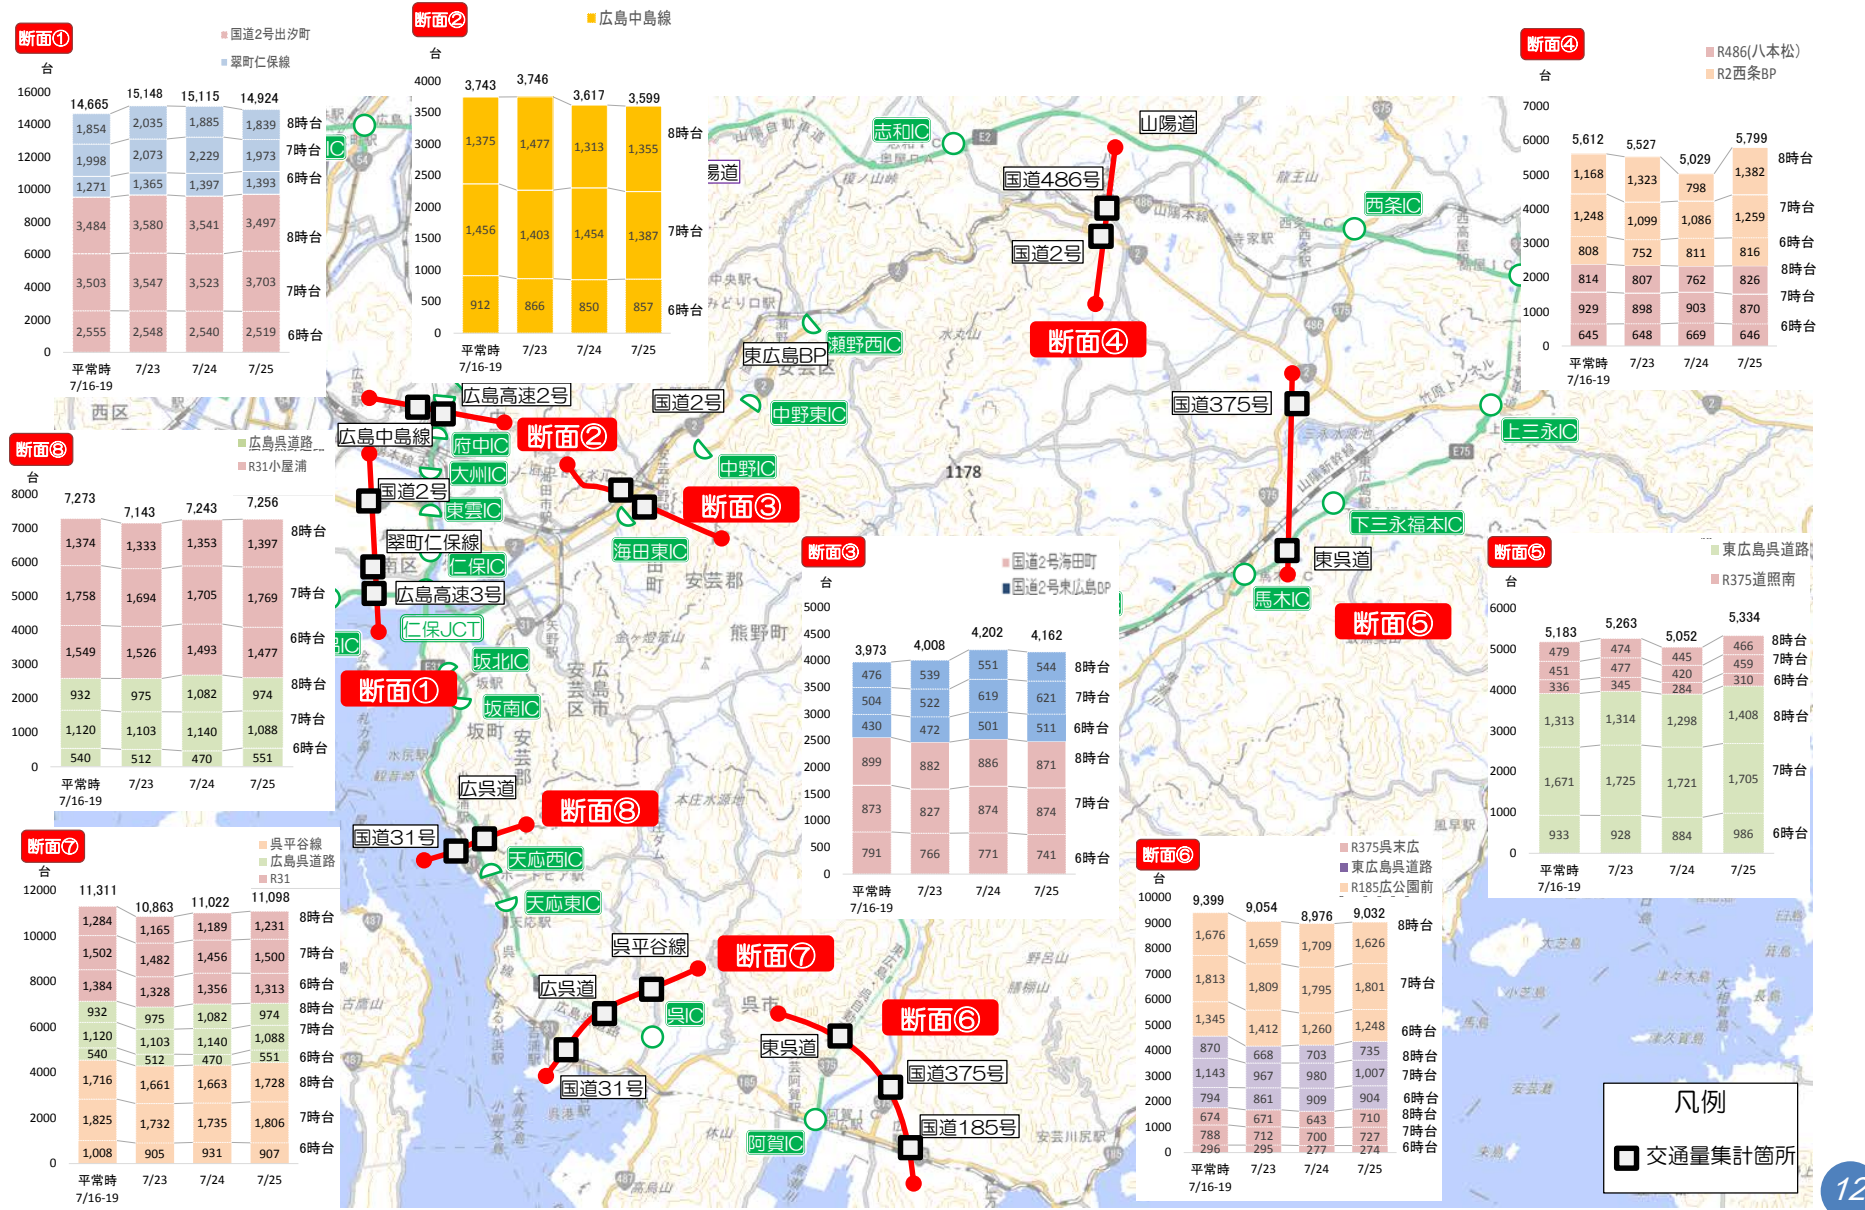 断面①
国道2号出汐町
翠町仁保線
台
16000
14000
12000
10000
8000
6000
4000
2000
0
14,665 15,148 15,115 14,924
1,854 2,035 1,885 1,839 8時台
1,998 2,073 2,229 1,973 7時台
1,271 1,365 1,397 1,393 6時台
3,484 3,580 3,541 3,497 8時台
3,503 3,547 3,523 3,703 7時台
2,555 2,548 2,540 2,519 6時台
平常時 7/23 7/24 7/25
7/16-19
断面②
広島中島線
台
4000
3500
3000
2500
2000
1500
1000
500
0
3,743 3,746 3,617 3,599
1,375 1,477 1,313 1,355 8時台
1,456 1,403 1,454 1,387 7時台
912 866 850 857 6時台
平常時 7/23 7/24 7/25
7/16-19
断面④
R486(八本松)
R2西条BP
台
7000
6000
5000
4000
3000
2000
1000
0
5,612 5,527 5,029 5,799
1,168 1,323 798 1,382 8時台
1,248 1,099 1,086 1,259 7時台
808 752 811 816 6時台
814 807 762 826 8時台
929 898 903 870 7時台
645 648 669 646 6時台
平常時 7/23 7/24 7/25
7/16-19
断面⑧
広島呉道路
R31小屋浦
台
8000
7000
6000
5000
4000
3000
2000
1000
0
7,273 7,143 7,243 7,256
1,374 1,333 1,353 1,397 8時台
1,758 1,694 1,705 1,769 7時台
1,549 1,526 1,493 1,477 6時台
932 975 1,082 974 8時台
1,120 1,103 1,140 1,088 7時台
540 512 470 551 6時台
平常時 7/23 7/24 7/25
7/16-19
断面③
国道2号海田町
国道2号東広島BP
台
5000
4500
4000
3500
3000
2500
2000
1500
1000
500
0
3,973 4,008 4,202 4,162
476 539 551 544 8時台
504 522 619 621 7時台
430 472 501 511 6時台
899 882 886 871 8時台
873 827 874 874 7時台
791 766 771 741 6時台
平常時 7/23 7/24 7/25
7/16-19
断面⑤
東広島呉道路
R375道照南
台
6000
5000
4000
3000
2000
1000
0
5,183 5,263 5,052 5,334
479 474 445 466 8時台
451 477 420 459 7時台
336 345 284 310 6時台
1,313 1,314 1,298 1,408 8時台
1,671 1,725 1,721 1,705 7時台
933 928 884 986 6時台
平常時 7/23 7/24 7/25
7/16-19
断面⑦
呉平谷線
広島呉道路
R31
台
12000
10000
8000
6000
4000
2000
0
11,311 10,863 11,022 11,098
1,284 1,165 1,189 1,231 8時台
1,502 1,482 1,456 1,500 7時台
1,384 1,328 1,356 1,313 6時台
932 975 1,082 974 8時台
1,120 1,103 1,140 1,088 7時台
540 512 470 551 6時台
1,716 1,661 1,663 1,728 8時台
1,825 1,732 1,735 1,806 7時台
1,008 905 931 907 6時台
平常時 7/23 7/24 7/25
7/16-19
断面⑥
R375呉末広
東広島呉道路
R185広公園前
台
10000
9000
8000
7000
6000
5000
4000
3000
2000
1000
0
9,399 9,054 8,976 9,032
1,676 1,659 1,709 1,626 8時台
1,813 1,809 1,795 1,801 7時台
1,345 1,412 1,260 1,248 6時台
870 668 703 735 8時台
1,143 967 980 1,007 7時台
794 861 909 904 6時台
674 671 643 710 8時台
788 712 700 727 7時台
296 295 277 274 6時台
平常時 7/23 7/24 7/25
7/16-19
志和IC
山陽道
国道486号
西条IC
国道2号
断面④
瀬野西IC
東広島BP
国道2号
中野東IC
中野IC
国道375号
上三永IC
下三永福本IC
東呉道
馬木IC
断面⑤
広島高速2号
広島中島線
府中IC
断面②
大州IC
国道2号
東雲IC
断面③
翠町仁保線
海田東IC
仁保IC
広島高速3号
仁保JCT
坂北IC
断面①
坂南IC
広呉道
断面⑧
国道31号
天応西IC
天応東IC
呉平谷線
断面⑦
広呉道
呉IC
国道31号
断面⑥
東呉道
国道375号
国道185号
阿賀IC
1178
熊野町
安芸郡
呉市
坂町
西区
野呂山
膳棚山
休山
安芸灘
大芝島
小芝島
津久賀島
長島
凡例
交通量集計箇所
12